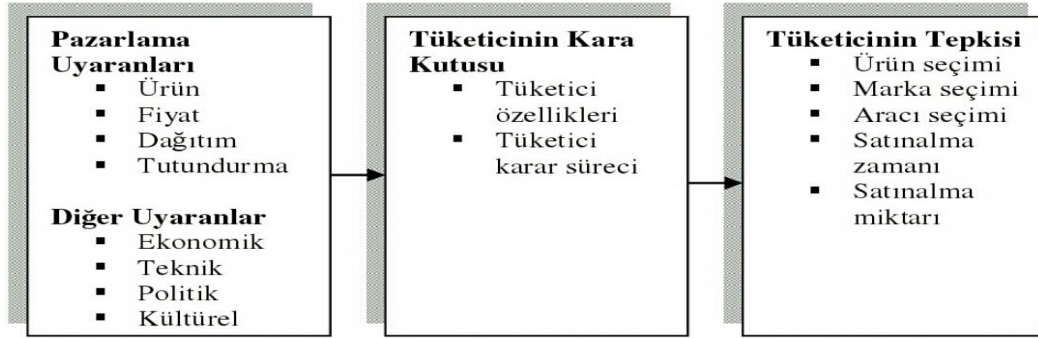 Pazarlama
Uyaranları
▪ Ürün
▪ Fiyat
▪ Dağıtım
▪ Tutundurma
Diğer Uyaranlar
▪ Ekonomik
▪ Teknik
▪ Politik
▪ Kültürel
Tüketicinin Kara
Kutusu
▪ Tüketici
özellikleri
▪ Tüketici
karar süreci
Tüketicinin Tepkisi
▪ Ürün seçimi
▪ Marka seçimi
▪ Aracı seçimi
▪ Satınalma
zamanı
▪ Satınalma
miktarı